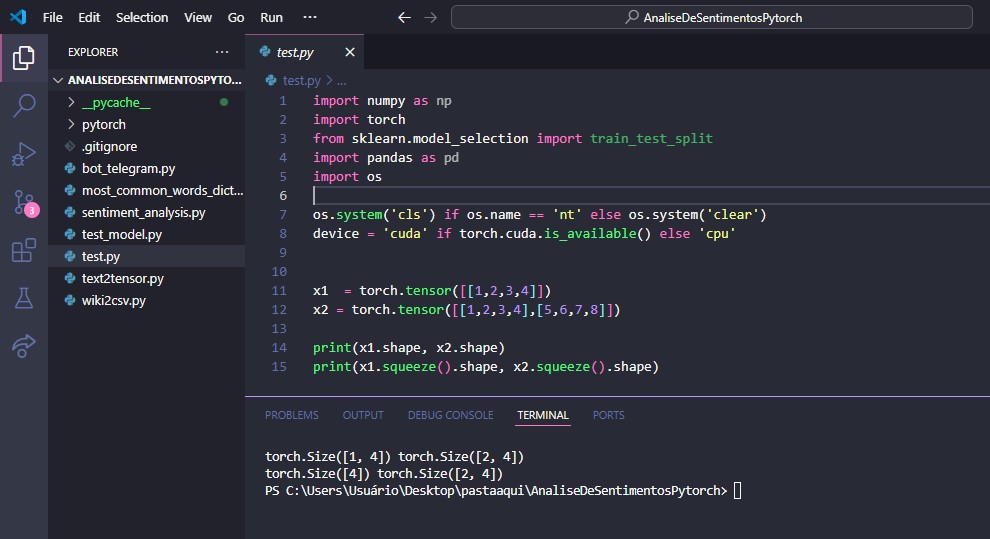 File Edit Selection View Go Run ··· ← → AnaliseDeSentimentosPytorch
EXPLORER ···
ANALISEDESENTIMENTOSPYTO...
__pycache__
pytorch
.gitignore
bot_telegram.py
most_common_words_dict...
sentiment_analysis.py
test_model.py
test.py
text2tensor.py
wiki2csv.py
3
test.py ×
test.py > ...
1 import numpy as np
2 import torch
3 from sklearn.model_selection import train_test_split
4 import pandas as pd
5 import os
6
7 os.system('cls') if os.name == 'nt' else os.system('clear')
8 device = 'cuda' if torch.cuda.is_available() else 'cpu'
9
10
11 x1  = torch.tensor([[1,2,3,4]])
12 x2 = torch.tensor([[1,2,3,4],[5,6,7,8]])
13
14 print(x1.shape, x2.shape)
15 print(x1.squeeze().shape, x2.squeeze().shape)
PROBLEMS OUTPUT DEBUG CONSOLE TERMINAL PORTS
torch.Size([1, 4]) torch.Size([2, 4])
torch.Size([4]) torch.Size([2, 4])
PS C:\Users\Usuário\Desktop\pastaaqui\AnaliseDeSentimentosPytorch>